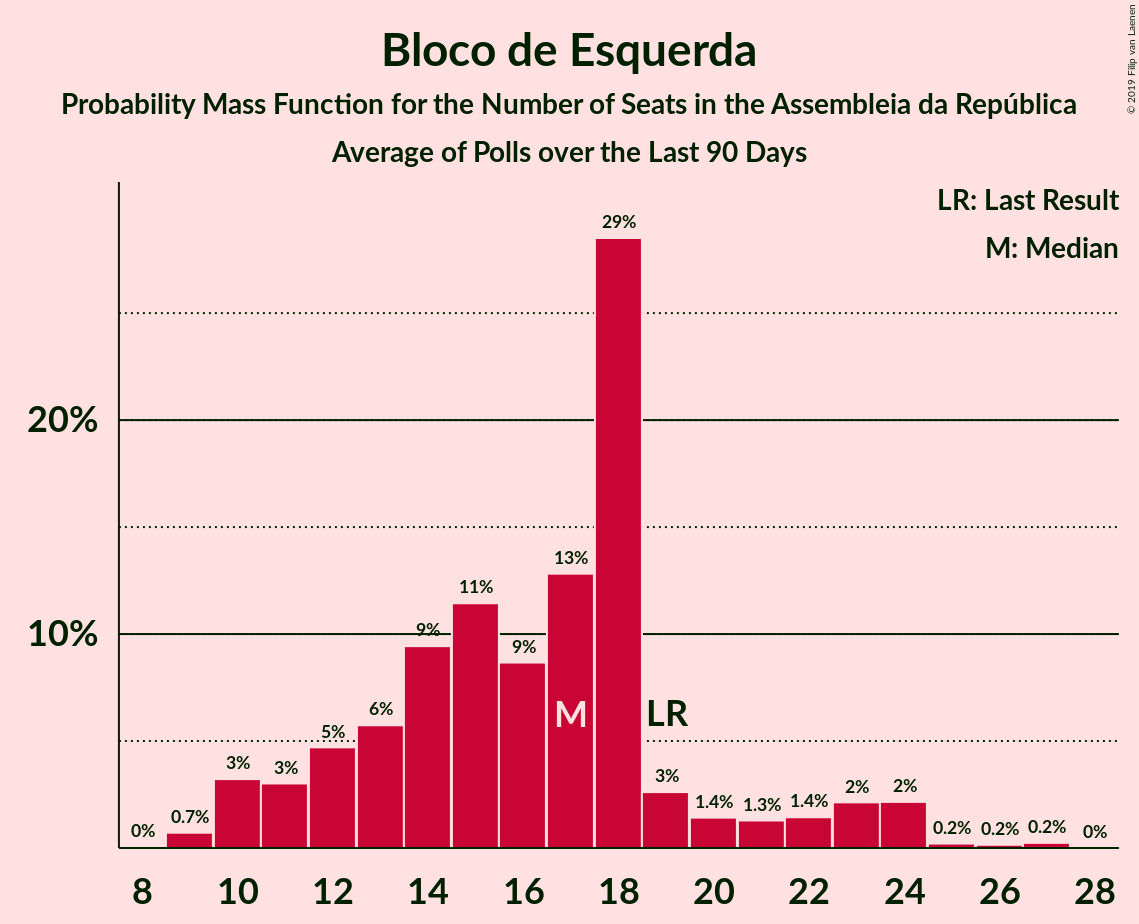 Bloco de Esquerda
Probability Mass Function for the Number of Seats in the Assembleia da República
Average of Polls over the Last 90 Days
© 2019 Filip van Laenen
LR: Last Result
M: Median
20%
10%
0%
0.7%
3%
3%
5%
6%
9%
11%
9%
13%
29%
3%
1.4%
1.3%
1.4%
2%
2%
0.2%
0.2%
0.2%
0%
M
LR
8 10 12 14 16 18 20 22 24 26 28